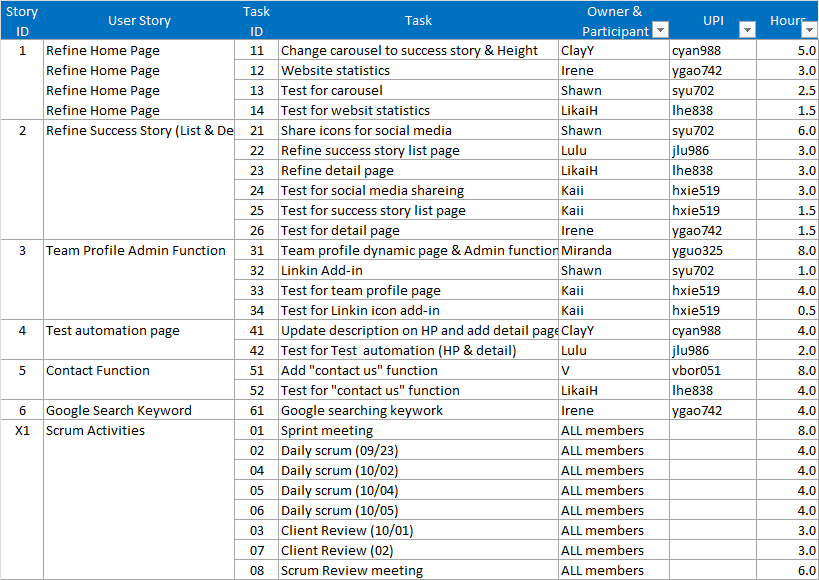 Story ID User Story Task ID Task Owner & Participant UPI Hours
1 Refine Home Page 11 Change carousel to success story & Height ClayY cyan988 5.0
Refine Home Page 12 Website statistics Irene ygao742 3.0
Refine Home Page 13 Test for carousel Shawn syu702 2.5
Refine Home Page 14 Test for websit statistics LikaiH lhe838 1.5
2 Refine Success Story (List & De 21 Share icons for social media Shawn syu702 6.0
22 Refine success story list page Lulu jlu986 3.0
23 Refine detail page LikaiH lhe838 3.0
24 Test for social media shareing Kaii hxie519 3.0
25 Test for success story list page Kaii hxie519 1.5
26 Test for detail page Irene ygao742 1.5
3 Team Profile Admin Function 31 Team profile dynamic page & Admin function Miranda yguo325 8.0
32 Linkin Add-in Shawn syu702 1.0
33 Test for team profile page Kaii hxie519 4.0
34 Test for Linkin icon add-in Kaii hxie519 0.5
4 Test automation page 41 Update description on HP and add detail page ClayY cyan988 4.0
42 Test for Test automation (HP & detail) Lulu jlu986 2.0
5 Contact Function 51 Add "contact us" function V vbor051 8.0
52 Test for "contact us" function LikaiH lhe838 4.0
6 Google Search Keyword 61 Google searching keywork Irene ygao742 4.0
X1 Scrum Activities 01 Sprint meeting ALL members 8.0
02 Daily scrum (09/23) ALL members 4.0
04 Daily scrum (10/02) ALL members 4.0
05 Daily scrum (10/04) ALL members 4.0
06 Daily scrum (10/05) ALL members 4.0
03 Client Review (10/01) ALL members 3.0
07 Client Review (02) ALL members 3.0
08 Scrum Review meeting ALL members 6.0